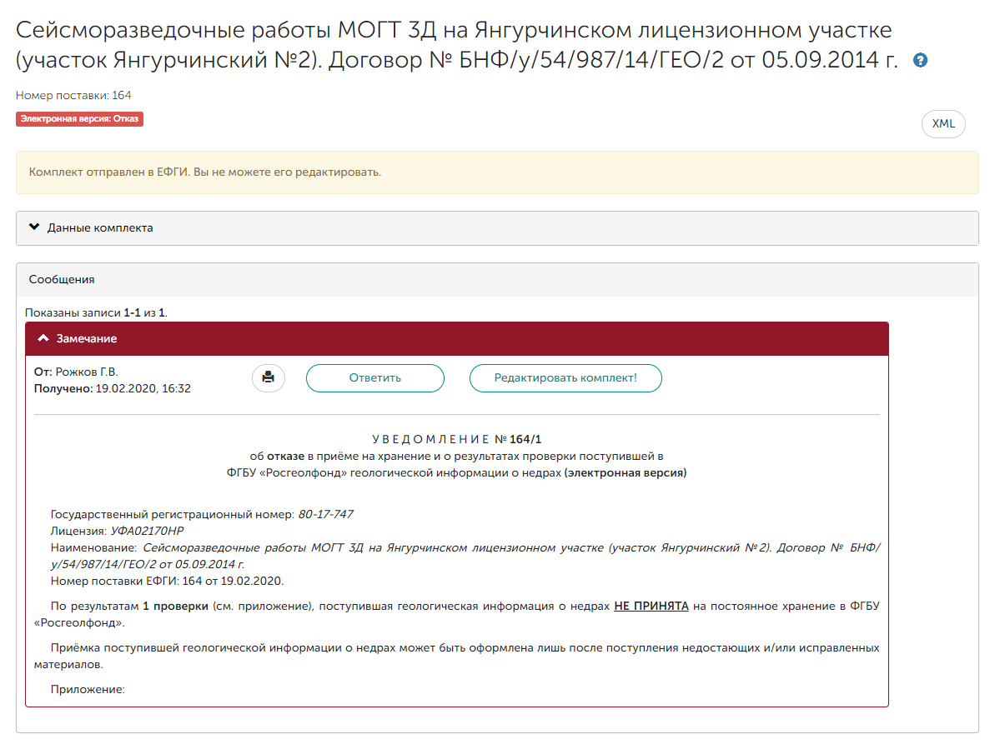 Сейсморазведочные работы МОГТ 3Д на Янгурчинском лицензионном участке
(участок Янгурчинский №2). Договор № БНФ/у/54/987/14/ГЕО/2 от 05.09.2014 г. ?
Номер поставки: 164
Электронная версия: Отказ
XML
Комплект отправлен в ЕФГИ. Вы не можете его редактировать.
Данные комплекта
Сообщения
Показаны записи 1-1 из 1.
Замечание
От: Рожков Г.В.
Получено: 19.02.2020, 16:32
Ответить
Редактировать комплект!
У В Е Д О М Л Е Н И Е № 164/1
об отказе в приёме на хранение и о результатах проверки поступившей в
ФГБУ «Росгеолфонд» геологической информации о недрах (электронная версия)
Государственный регистрационный номер: 80-17-747
Лицензия: УФА02170НР
Наименование: Сейсморазведочные работы МОГТ 3Д на Янгурчинском лицензионном участке (участок Янгурчинский №2). Договор № БНФ/
у/54/987/14/ГЕО/2 от 05.09.2014 г.
Номер поставки ЕФГИ: 164 от 19.02.2020.
По результатам 1 проверки (см. приложение), поступившая геологическая информация о недрах НЕ ПРИНЯТА на постоянное хранение в ФГБУ
«Росгеолфонд».
Приёмка поступившей геологической информации о недрах может быть оформлена лишь после поступления недостающих и/или исправленных
материалов.
Приложение: